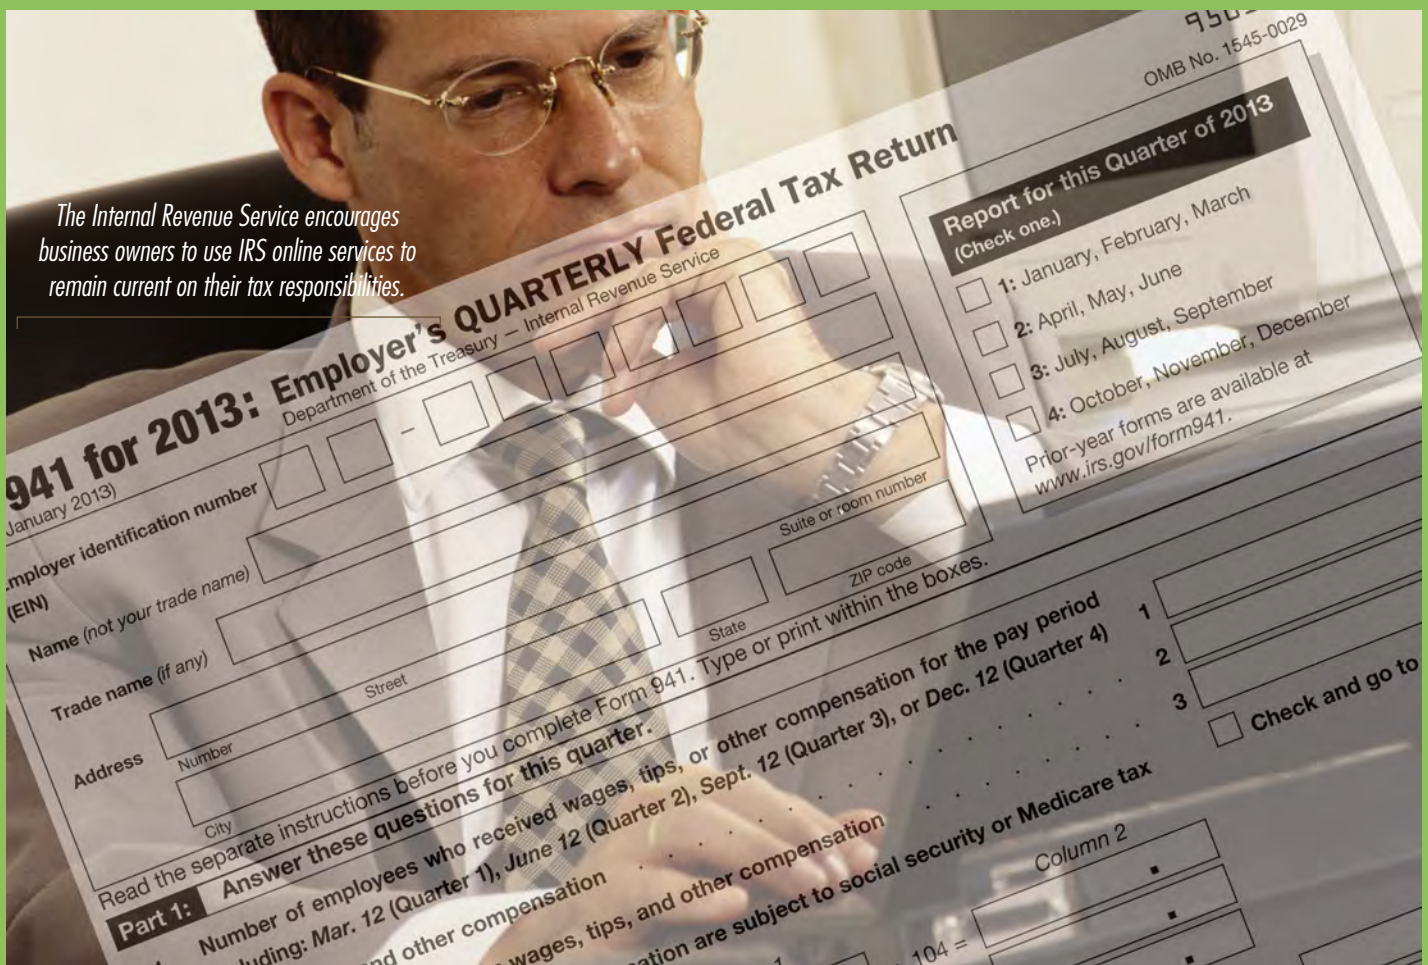 The Internal Revenue Service encourages
business owners to use IRS online services to
remain current on their tax responsibilities.
OMB No. 1545-0029
941 for 2013: Employer's QUARTERLY Federal Tax Return
January 2013)
Department of the Treasury – Internal Revenue Service
Report for this Quarter of 2013
(Check one.)
1: January, February, March
2: April, May, June
3: July, August, September
4: October, November, December
Prior-year forms are available at
www.irs.gov/form941.
identification number
(EIN)
–
Name (not your trade name)
Trade name (if any)
Address
Number
Street
Suite or room number
City
State
ZIP code
Read the separate instructions before you complete Form 941. Type or print within the boxes.
Part 1: Answer these questions for this quarter.
Number of employees who received wages, tips, or other compensation for the pay period
Mar. 12 (Quarter 1), June 12 (Quarter 2), Sept. 12 (Quarter 3), or Dec. 12 (Quarter 4)
1
and other compensation
2
wages, tips, and other compensation
3
are subject to social security or Medicare tax
Check and go to
Column 2
104 =